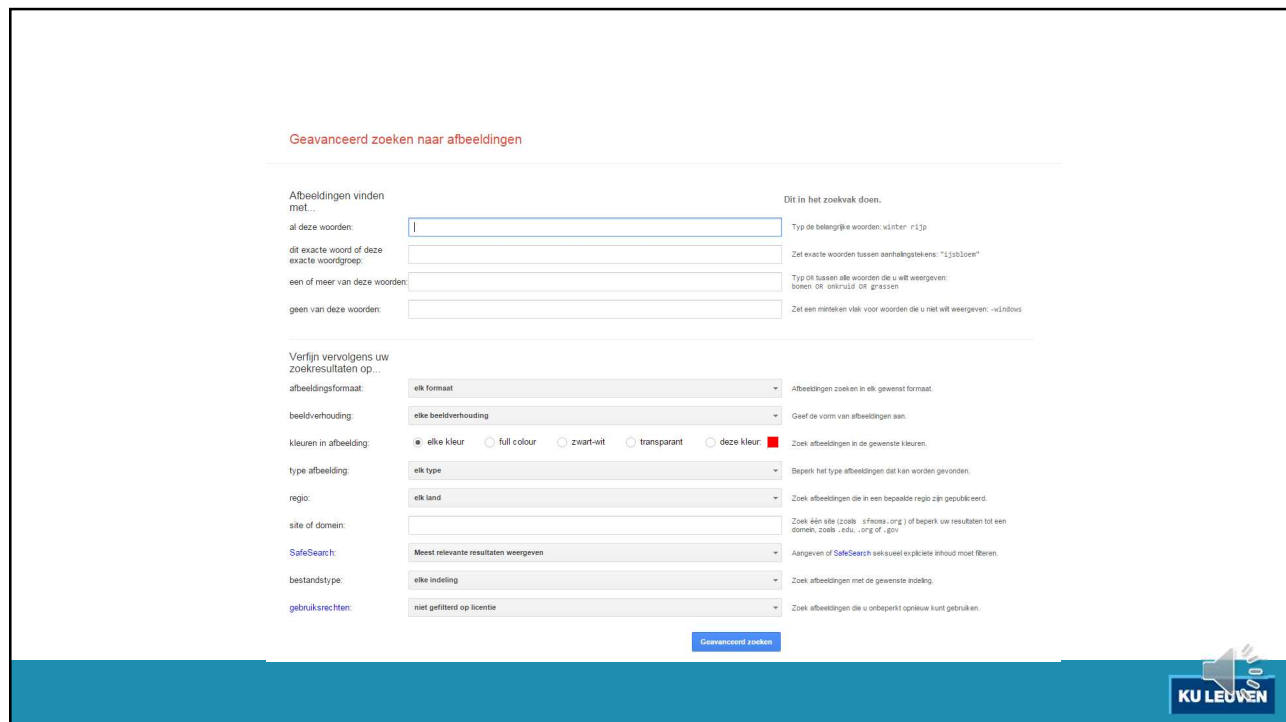 Geavanceerd zoeken naar afbeeldingen
Afbeeldingen vinden
met...
Dit in het zoekvak doen.
al deze woorden:
Typ de belangrijke woorden: winter rijp
dit exacte woord of deze
exacte woordgroep:
Zet exacte woorden tussen aanhalingstekens: "ijsbloem"
een of meer van deze woorden:
Typ OR tussen alle woorden die u wilt weergeven:
bomen OR onkruid OR grassen
geen van deze woorden:
Zet een minteken vlak voor woorden die u niet wilt weergeven: -windows
Verfijn vervolgens uw
zoekresultaten op...
afbeeldingsformaat: elk formaat
Afbeeldingen zoeken in elk gewenst formaat.
beeldverhouding: elke beeldverhouding
Geef de vorm van afbeeldingen aan.
kleuren in afbeelding: elke kleur full colour zwart-wit transparant deze kleur:
Zoek afbeeldingen in de gewenste kleuren.
type afbeelding: elk type
Beperk het type afbeeldingen dat kan worden gevonden.
regio: elk land
Zoek afbeeldingen die in een bepaalde regio zijn gepubliceerd.
site of domein:
Zoek één site (zoals sfmoma.org ) of beperk uw resultaten tot een
domein, zoals .edu, .org of .gov
SafeSearch: Meest relevante resultaten weergeven
Aangeven of SafeSearch seksueel expliciete inhoud moet filteren.
bestandstype: elke indeling
Zoek afbeeldingen met de gewenste indeling.
gebruiksrechten: niet gefilterd op licentie
Zoek afbeeldingen die u onbeperkt opnieuw kunt gebruiken.
Geavanceerd zoeken
KU LEUVEN